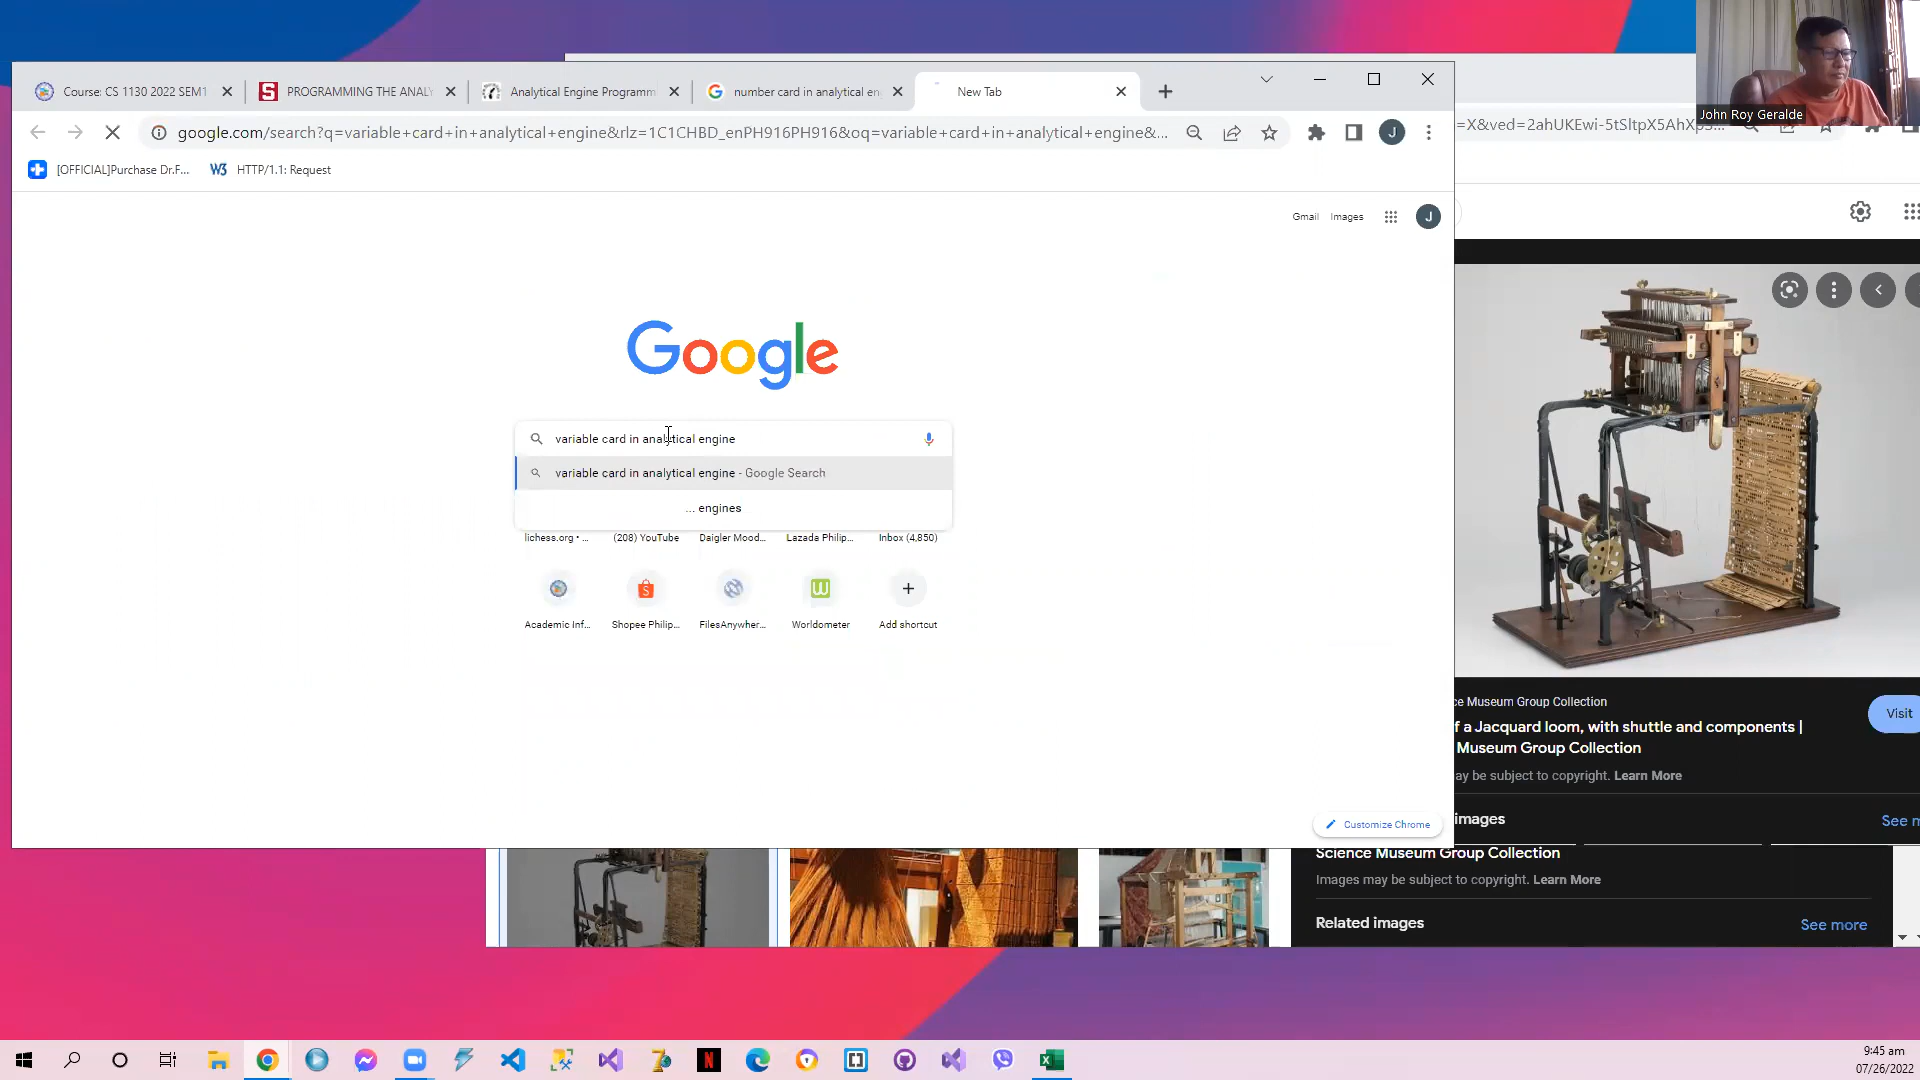 Course: CS 1130 2022 SEM1
PROGRAMMING THE ANALY
Analytical Engine Programm
number card in analytical en
New Tab
John Roy Geralde
google.com/search?q=variable+card+in+analytical+engine&rlz=1C1CHBD_enPH916PH916&oq=variable+card+in+analytical+engine&...
J
=X&ved=2ahUKEwi-5tSltpX5AhXp3...
[OFFICIAL]Purchase Dr.F...
W3 HTTP/1.1: Request
Gmail
Images
J
Google
variable card in analytical engine
variable card in analytical engine - Google Search
... engines
lichess.org • ...
(208) YouTube
Daigler Mood...
Lazada Philip...
Inbox (4,850)
Academic Inf...
Shopee Philip...
FilesAnywher...
Worldometer
Add shortcut
Customize Chrome
ce Museum Group Collection
Visit
f a Jacquard loom, with shuttle and components |
Museum Group Collection
ay be subject to copyright. Learn More
images
See m
Science Museum Group Collection
Images may be subject to copyright. Learn More
Related images
See more
9:45 am
07/26/2022